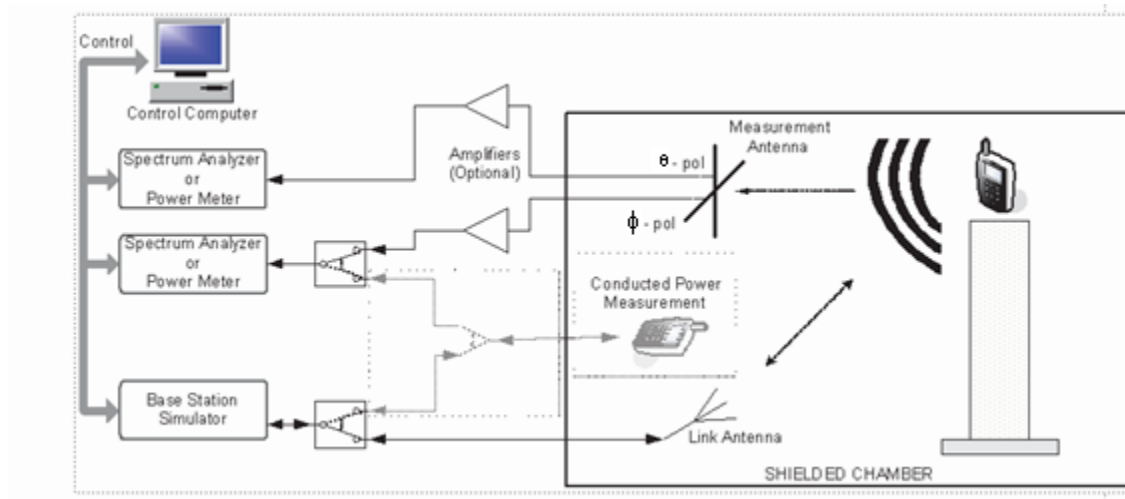 Control
Control Computer
Spectrum Analyzer
or
Power Meter
Amplifiers
(Optional)
Measurement
Antenna
θ - pol
ϕ - pol
Spectrum Analyzer
or
Power Meter
Conducted Power
Measurement
Base Station
Simulator
Link Antenna
SHIELDED CHAMBER